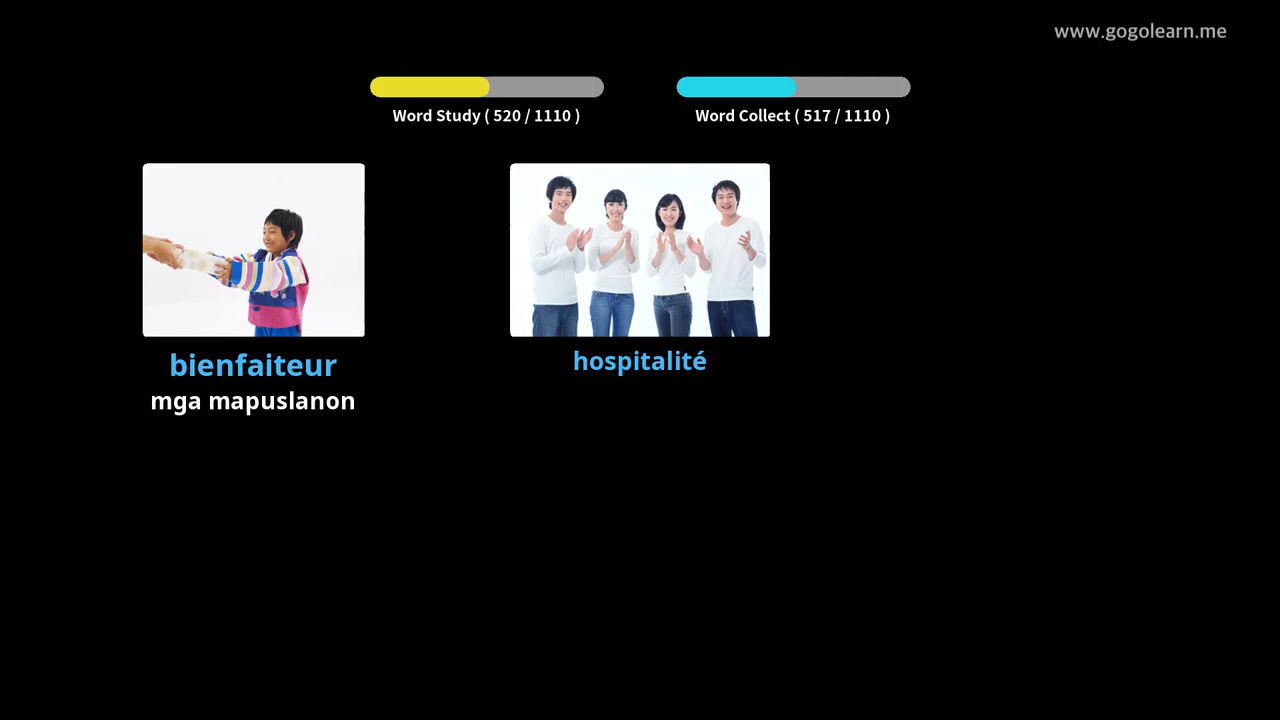 www.gogolearn.me
Word Study ( 520 / 1110 )
Word Collect ( 517 / 1110 )
bienfaiteur
mga mapuslanon
hospitalité